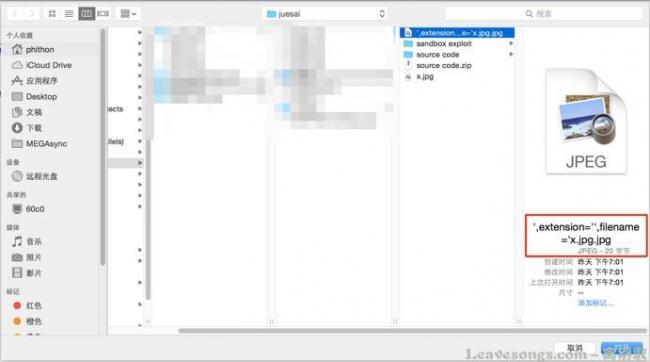 juesai
搜索
个人收藏
phithon
iCloud Drive
应用程序
Desktop
文稿
下载
MEGAsync
设备
远程光盘
共享的
60c0
媒体
音乐
照片
影片
标记
红色
橙色
ects
allels)
',extension...e='x.jpg.jpg
sandbox exploit
source code
source code.zip
x.jpg
JPEG
',extension='',filename
='x.jpg.jpg
JPEG - 20 字节
创建时间 昨天 下午7:01
修改时间 昨天 下午7:01
上次打开时间 昨天 下午7:01
尺寸 --
添加标记...
取消
Leavesongs.com